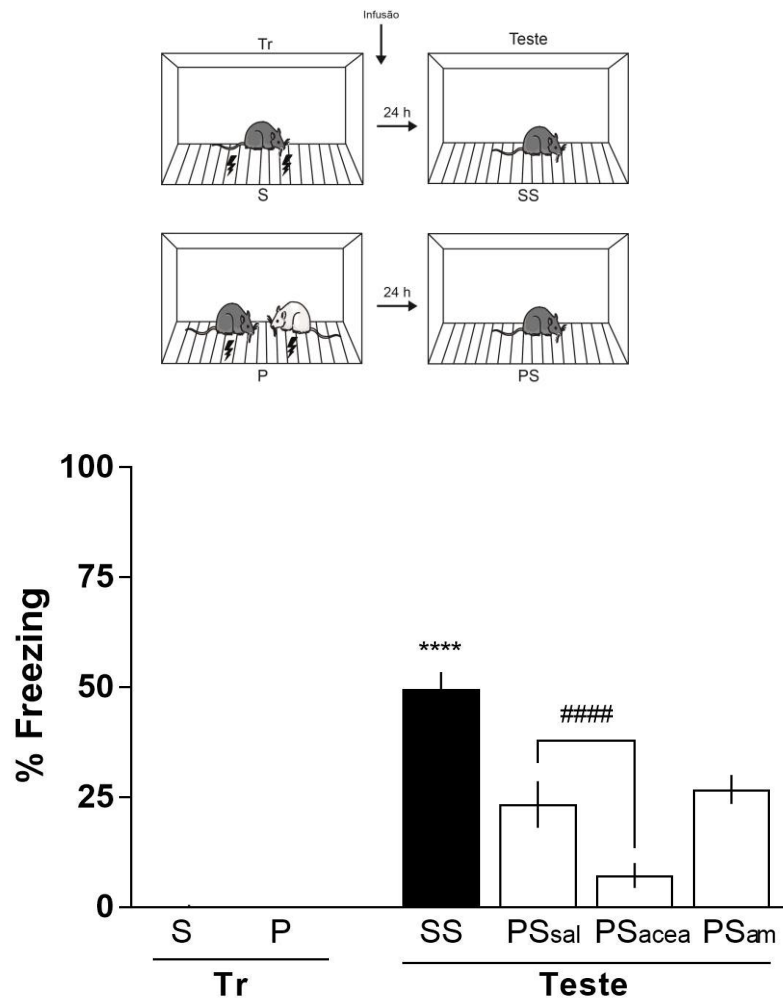 Infusão
Tr
Teste
24 h
S
SS
24 h
P
PS
% Freezing
100
75
50
25
0
****
####
S P SS PSsal PSacea PSam
Tr Teste